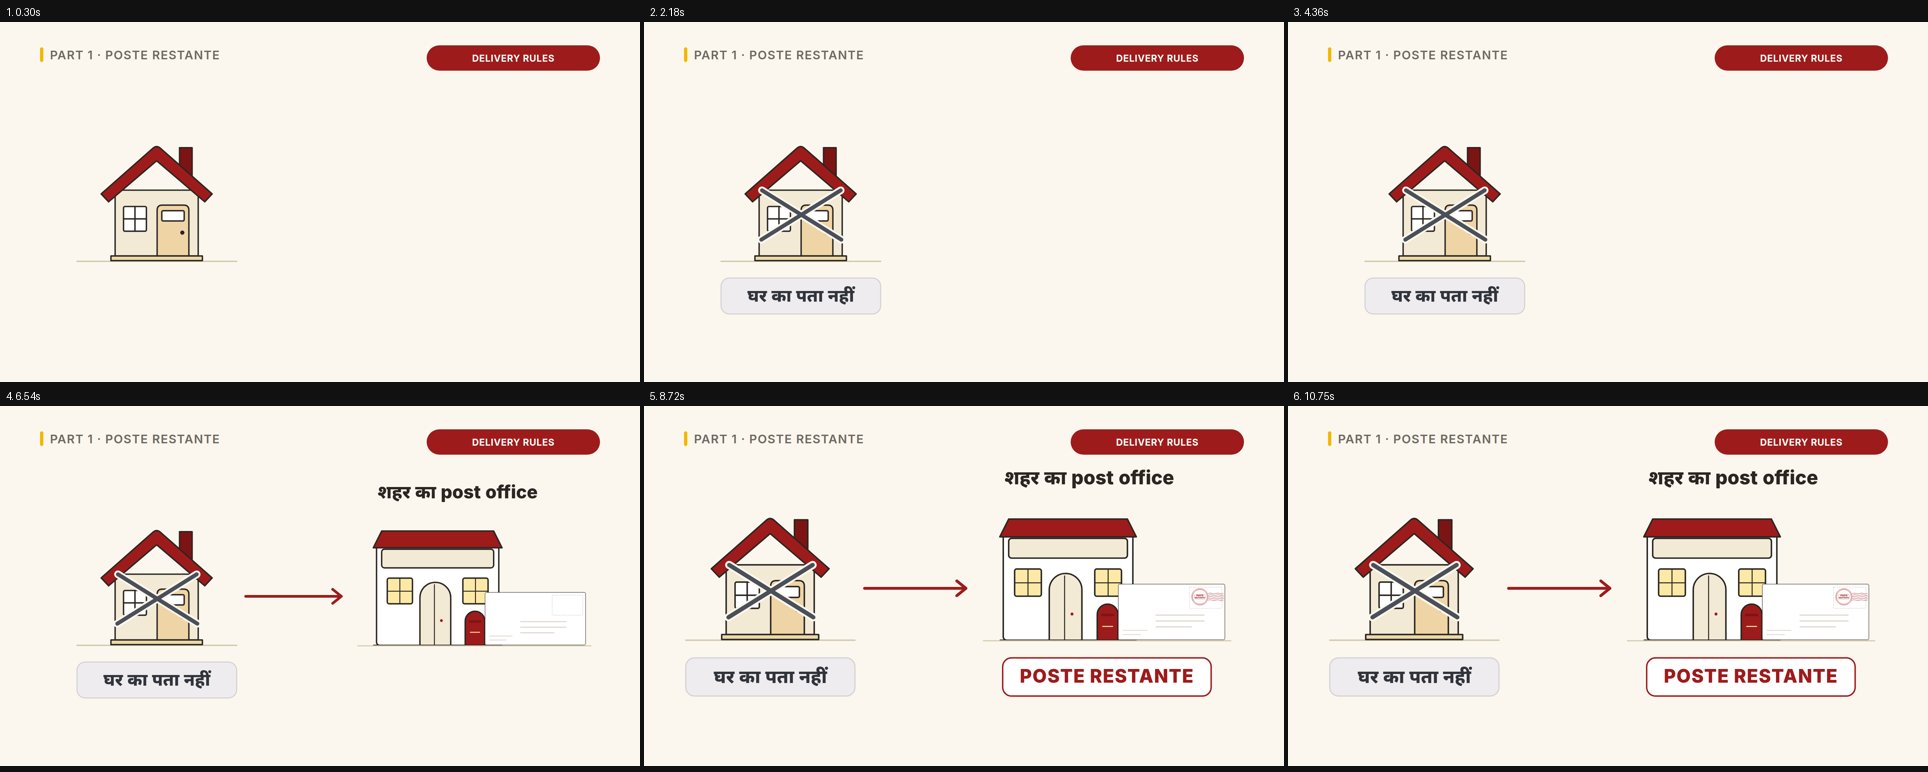 1. 0.30s
PART 1 · POSTE RESTANTE
DELIVERY RULES
2. 2.18s
PART 1 · POSTE RESTANTE
DELIVERY RULES
घर का पता नहीं
3. 4.36s
PART 1 · POSTE RESTANTE
DELIVERY RULES
घर का पता नहीं
4. 6.54s
PART 1 · POSTE RESTANTE
DELIVERY RULES
शहर का post office
घर का पता नहीं
5. 8.72s
PART 1 · POSTE RESTANTE
DELIVERY RULES
शहर का post office
घर का पता नहीं
POSTE RESTANTE
6. 10.75s
PART 1 · POSTE RESTANTE
DELIVERY RULES
शहर का post office
घर का पता नहीं
POSTE RESTANTE